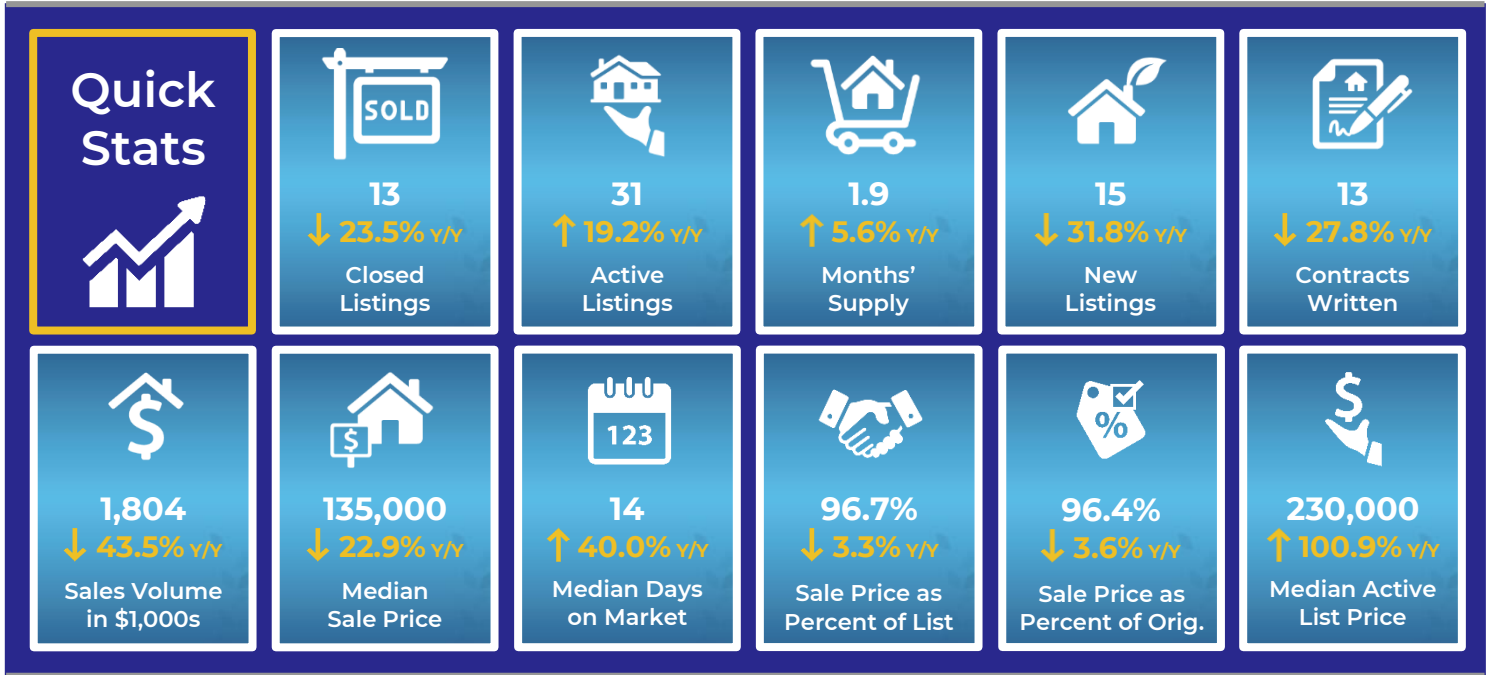 Quick
Stats
SOLD
13
↓ 23.5% Y/Y
Closed
Listings
31
↑ 19.2% Y/Y
Active
Listings
1.9
↑ 5.6% Y/Y
Months’
Supply
15
↓ 31.8% Y/Y
New
Listings
13
↓ 27.8% Y/Y
Contracts
Written
$
1,804
↓ 43.5% Y/Y
Sales Volume
in $1,000s
$
135,000
↓ 22.9% Y/Y
Median
Sale Price
123
14
↑ 40.0% Y/Y
Median Days
on Market
96.7%
↓ 3.3% Y/Y
Sale Price as
Percent of List
%
96.4%
↓ 3.6% Y/Y
Sale Price as
Percent of Orig.
$
230,000
↑ 100.9% Y/Y
Median Active
List Price